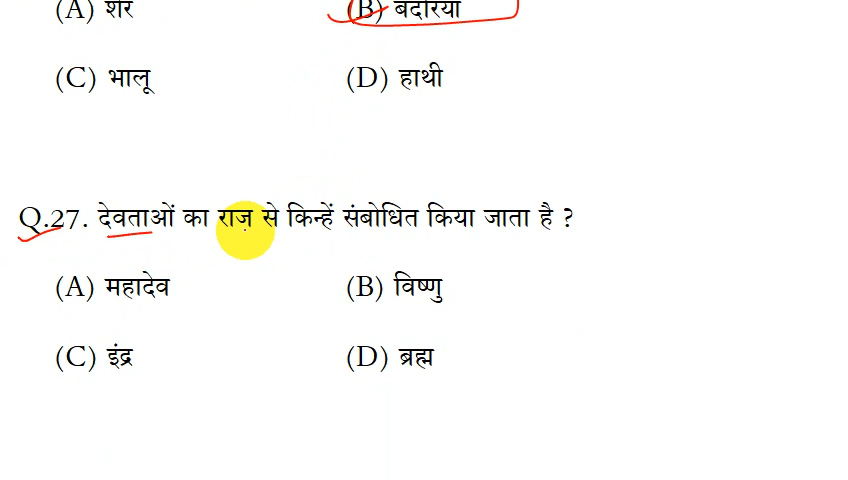 (A) शेर (B) बंदरिया
(C) भालू (D) हाथी
Q.27. देवताओं का राज़ से किन्हें संबोधित किया जाता है ?
(A) महादेव (B) विष्णु
(C) इंद्र (D) ब्रह्म